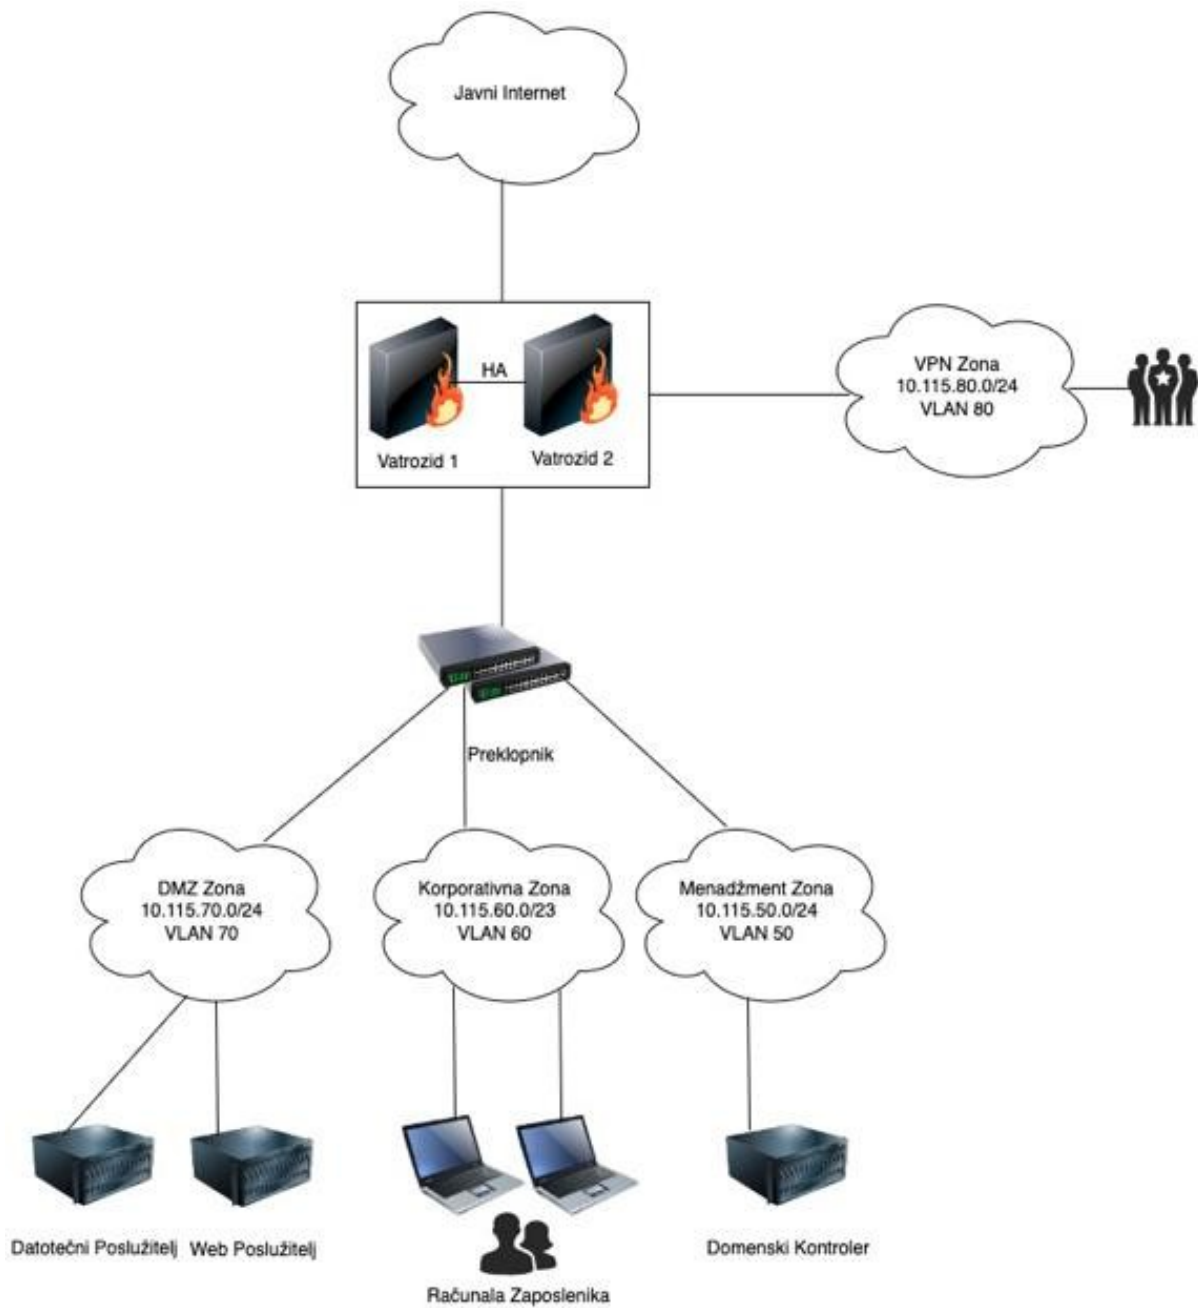 Javni Internet
HA
Vatrozid 1
Vatrozid 2
VPN Zona
10.115.80.0/24
VLAN 80
Preklopnik
DMZ Zona
10.115.70.0/24
VLAN 70
Korporativna Zona
10.115.60.0/23
VLAN 60
Menadžment Zona
10.115.50.0/24
VLAN 50
Datotečni Poslužitelj
Web Poslužitelj
Računala Zaposlenika
Domenski Kontroler